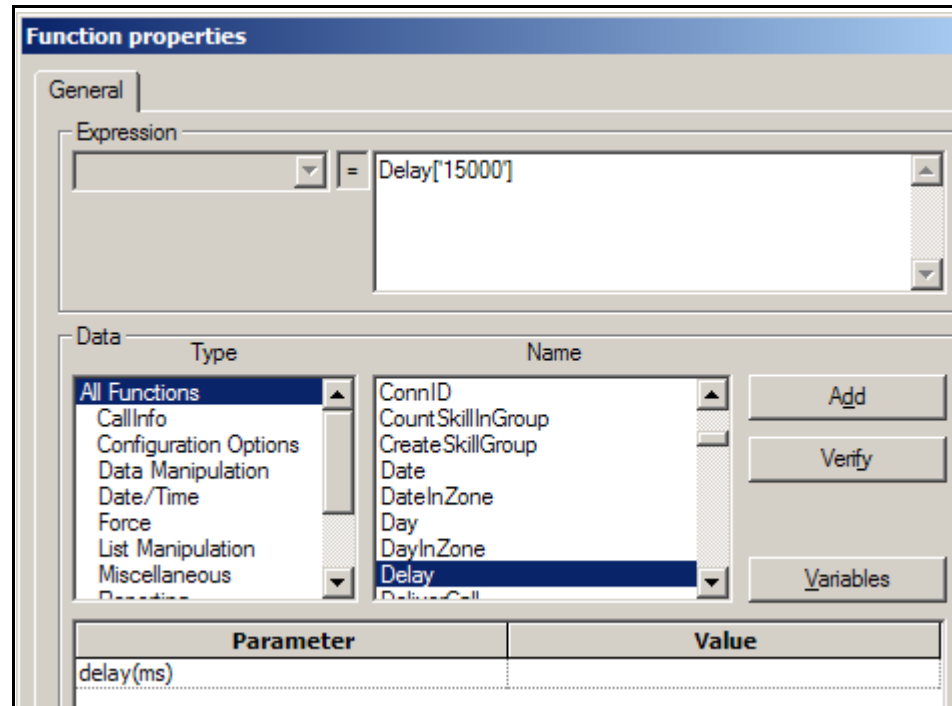 Function properties
General
Expression
= Delay['15000']
Data
Type Name
All Functions
CallInfo
Configuration Options
Data Manipulation
Date/Time
Force
List Manipulation
Miscellaneous
ConnID
CountSkillInGroup
CreateSkillGroup
Date
DateInZone
Day
DayInZone
Delay
Add
Verify
Variables
Parameter Value
delay(ms)